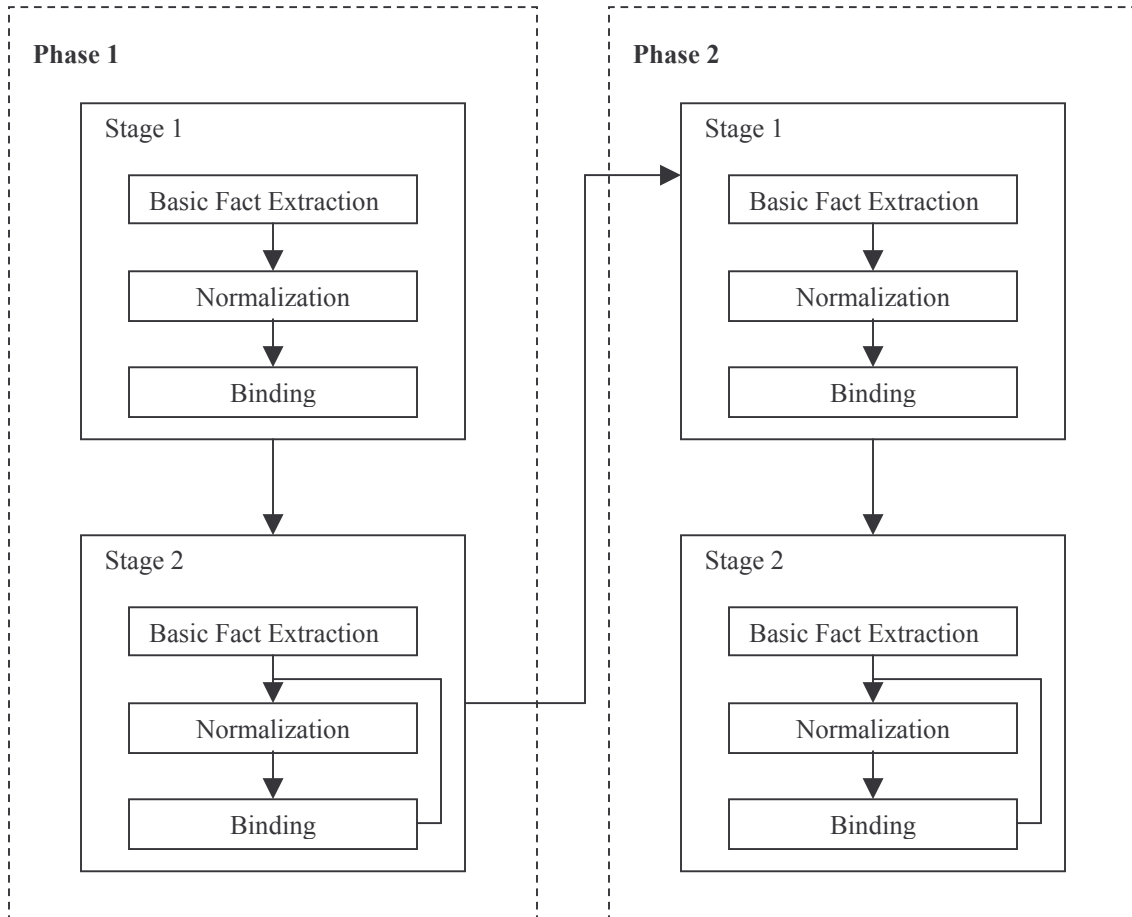 Phase 1
Stage 1
Basic Fact Extraction
Normalization
Binding
Stage 2
Basic Fact Extraction
Normalization
Binding
Phase 2
Stage 1
Basic Fact Extraction
Normalization
Binding
Stage 2
Basic Fact Extraction
Normalization
Binding